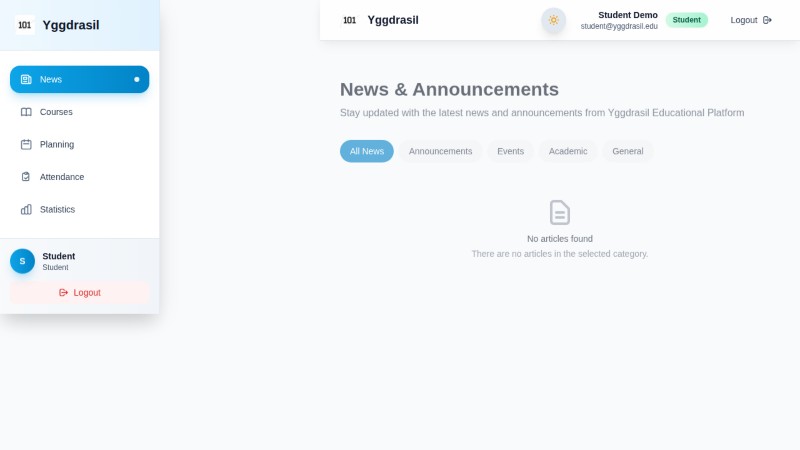 101 Yggdrasil
News
Courses
Planning
Attendance
Statistics
S
Student
Student
Logout
101 Yggdrasil
Student Demo
student@yggdrasil.edu
Student
Logout
News & Announcements
Stay updated with the latest news and announcements from Yggdrasil Educational Platform
All News Announcements Events Academic General
No articles found
There are no articles in the selected category.